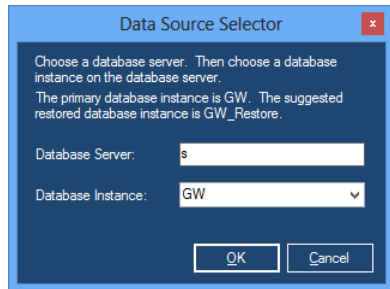 Data Source Selector
x
Choose a database server.  Then choose a database
instance on the database server.
The primary database instance is GW.  The suggested
restored database instance is GW_Restore.
Database Server:
s
Database Instance:
GW
OK
Cancel